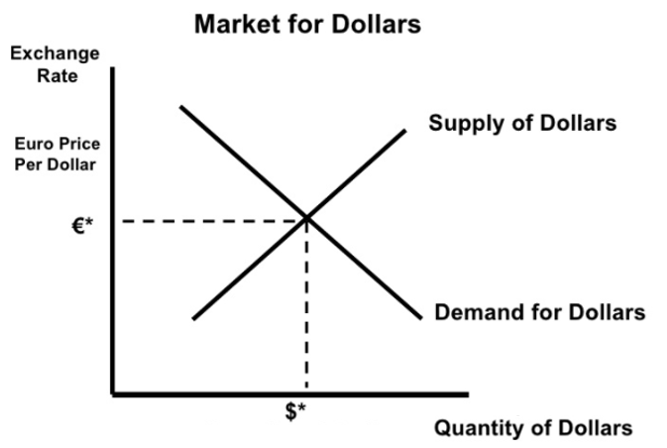 Market for Dollars
Exchange
Rate
Euro Price
Per Dollar
Supply of Dollars
€*
Demand for Dollars
$*
Quantity of Dollars